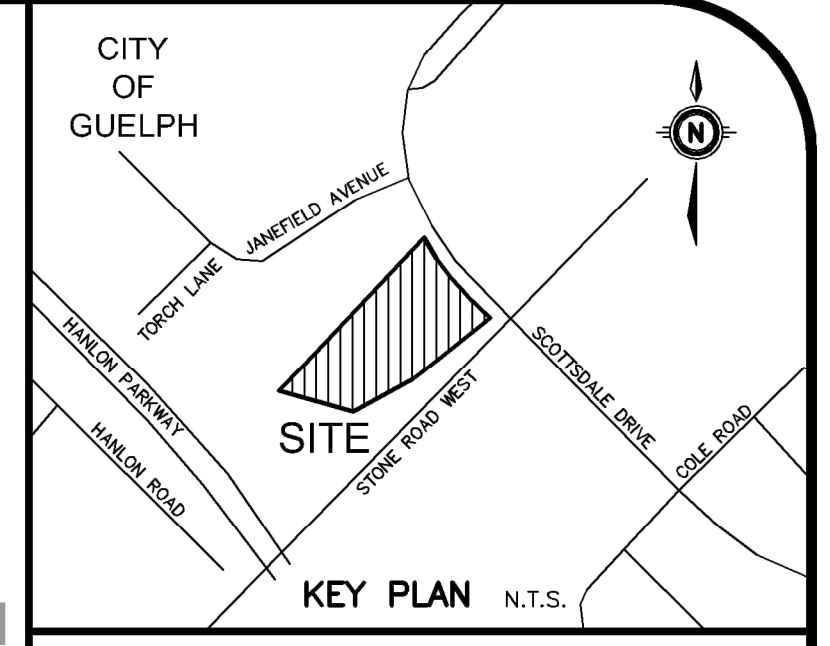 CITY
OF
GUELPH
N
JANEFIELD AVENUE
TORCH LANE
HANLON PARKWAY
HANLON ROAD
SITE
STONE ROAD WEST
SCOTTSDALE DRIVE
COLE ROAD
KEY PLAN N.T.S.